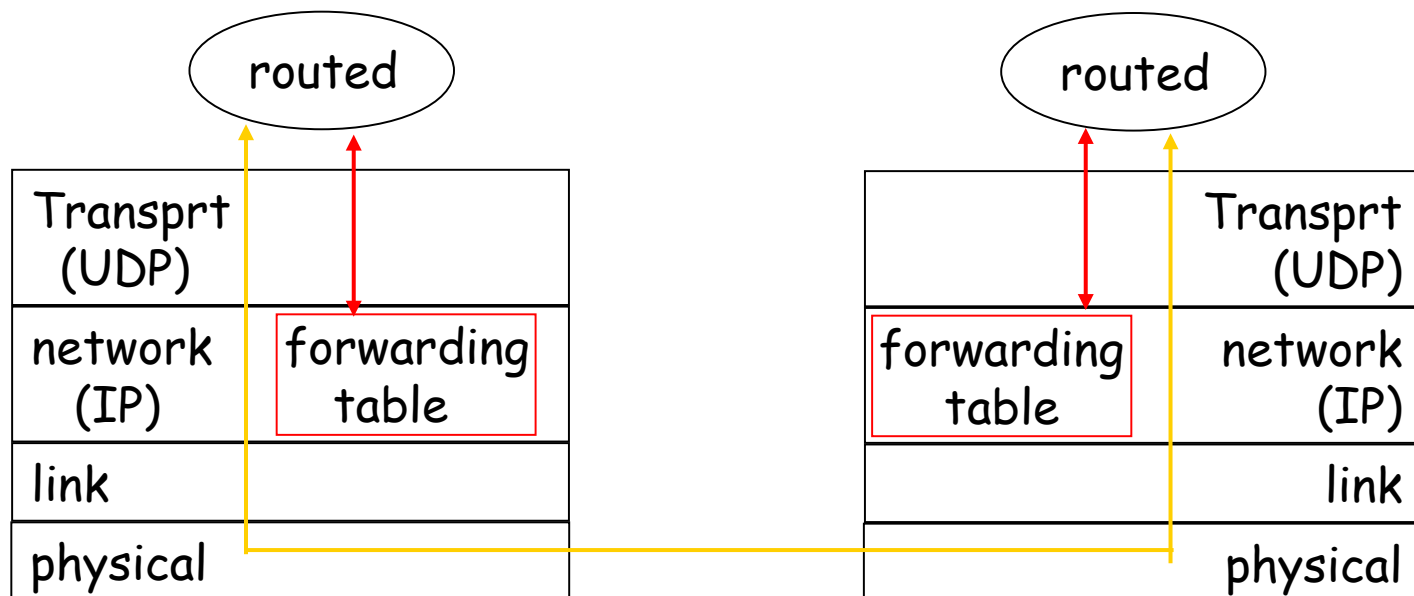 routed
routed
Transprt
(UDP)
network
(IP)
forwarding
table
link
physical
Transprt
(UDP)
forwarding
table
network
(IP)
link
physical